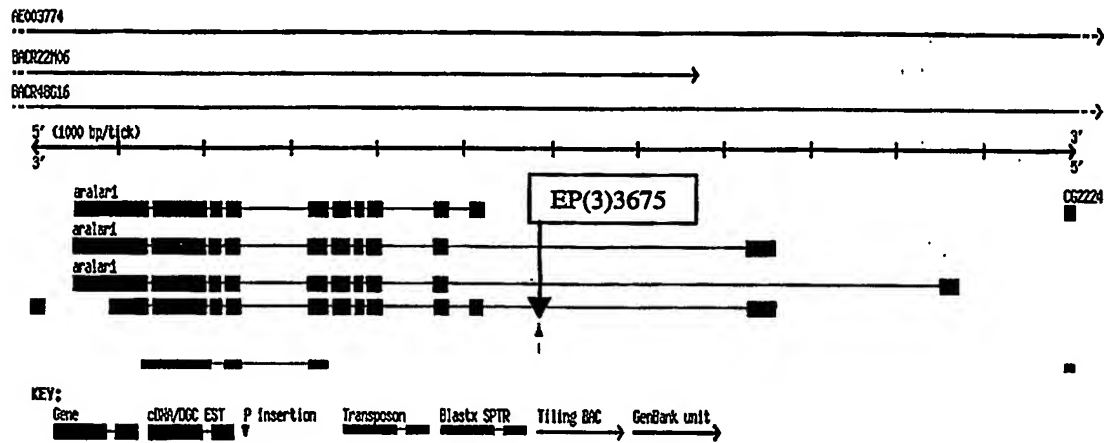 AE003774
BACR22M06
BACR48G16
5' (1000 bp/tick) 3'
3' 5'
EP(3)3675
aralar1
CG2224
aralar1
aralar1
KEY:
Gene cDNA/DGC EST P insertion Transposon Blastx SPTR Tiling BAC GenBank unit